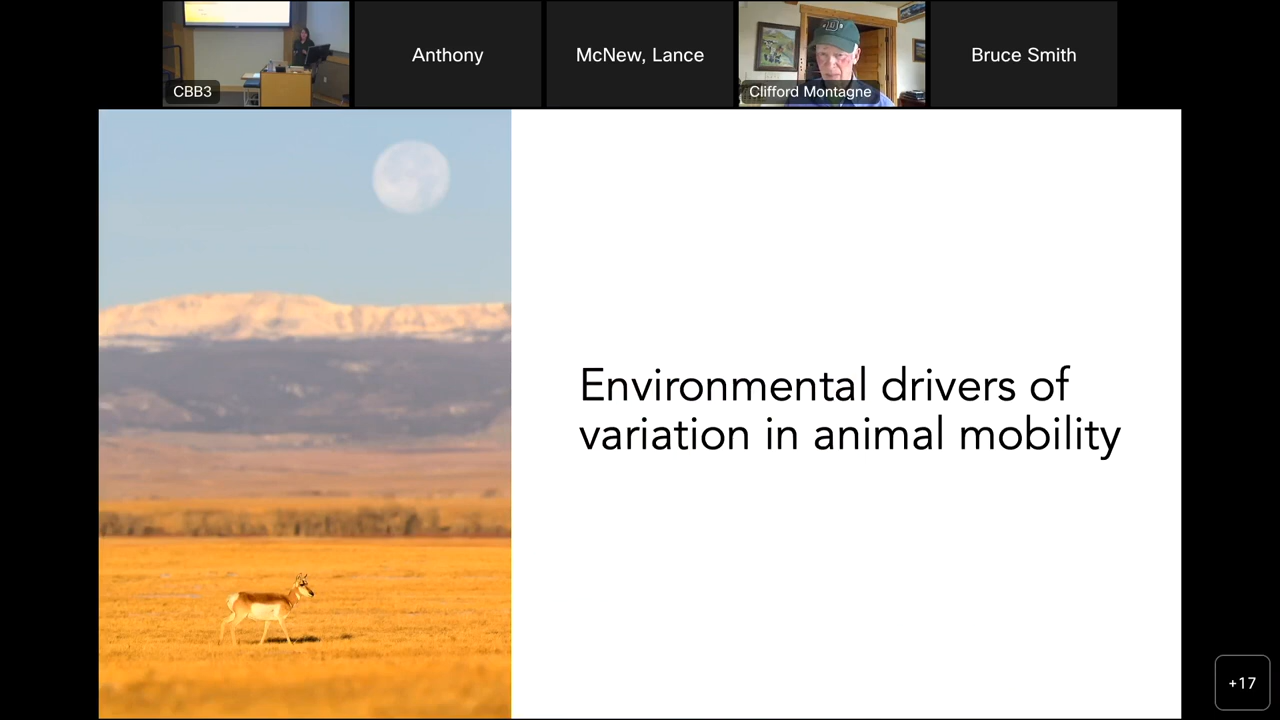 CBB3
Anthony
McNew, Lance
Clifford Montagne
Bruce Smith
Environmental drivers of
variation in animal mobility
+17